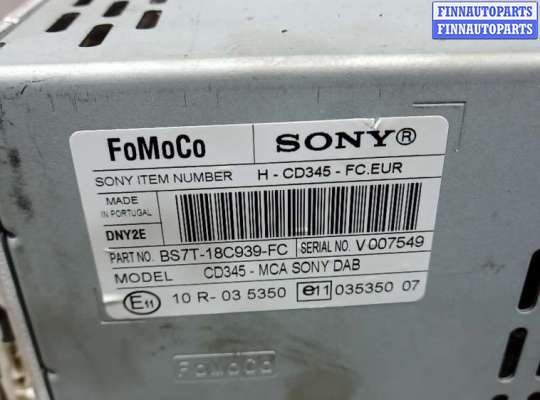 FINNAUTOPARTS
FINNAUTOPARTS
FoMoCo SONY®
SONY ITEM NUMBER H - CD345 - FC.EUR
MADE
IN PORTUGAL
DNY2E
PART NO. BS7T-18C939-FC SERIAL NO. V 007549
MODEL CD345 - MCA SONY DAB
E11 10 R- 03 5350 e11 035350 07
FoMoCo